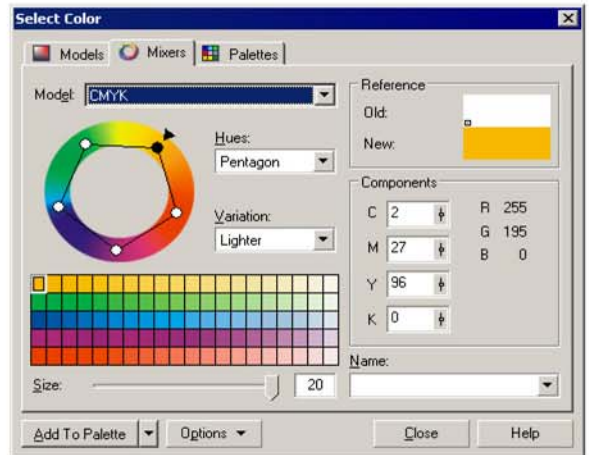 Select Color
Models Mixers Palettes
Model: CMYK
Hues:
Pentagon
Variation:
Lighter
Size: 20
Reference
Old:
New:
Components
C 2 R 255
M 27 G 195
Y 96 B 0
K 0
Name:
Add To Palette Options Close Help